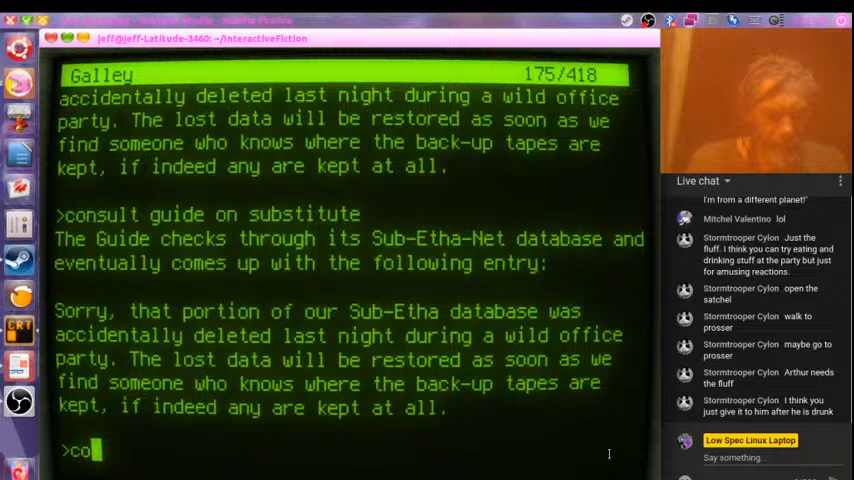 jeff@jeff-Latitude-3460: ~/InteractiveFiction
Galley 175/418
accidentally deleted last night during a wild office
party. The lost data will be restored as soon as we
find someone who knows where the back-up tapes are
kept, if indeed any are kept at all.
>consult guide on substitute
The Guide checks through its Sub-Etha-Net database and
eventually comes up with the following entry:
Sorry, that portion of our Sub-Etha database was
accidentally deleted last night during a wild office
party. The lost data will be restored as soon as we
find someone who knows where the back-up tapes are
kept, if indeed any are kept at all.
>co
CRT
Live chat
I'm from a different planet!"
Mitchel Valentino lol
Stormtrooper Cylon Just the
fluff. I think you can try eating and
drinking stuff at the party but just
for amusing reactions.
Stormtrooper Cylon open the
satchel
Stormtrooper Cylon walk to
prosser
Stormtrooper Cylon maybe go to
prosser
Stormtrooper Cylon Arthur needs
the fluff
Stormtrooper Cylon I think you
just give it to him after he is drunk
Low Spec Linux Laptop
Say something...